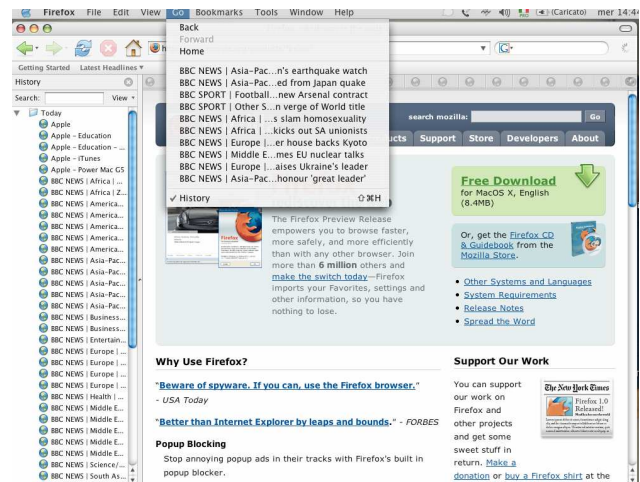 Firefox File Edit View Go Bookmarks Tools Window Help (Caricato) mer 14:44
Back
Forward
Home
BBC NEWS | Asia-Pac...n's earthquake watch
BBC NEWS | Asia-Pac...ed from Japan quake
BBC SPORT | Football...new Arsenal contract
BBC SPORT | Other S...n verge of World title
BBC NEWS | Africa | ...s slam homosexuality
BBC NEWS | Africa | ...kicks out SA unionists
BBC NEWS | Europe |...er house backs Kyoto
BBC NEWS | Middle E...mes EU nuclear talks
BBC NEWS | Europe |...aises Ukraine's leader
BBC NEWS | Asia-Pac...honour 'great leader'
✓ History ⇧⌘H
Getting Started Latest Headlines
History
Search: View
Today
Apple
Apple - Education
Apple - Education - ...
Apple - iTunes
Apple - Power Mac G5
BBC NEWS | Africa | ...
BBC NEWS | Africa | Z...
BBC NEWS | America...
BBC NEWS | America...
BBC NEWS | America...
BBC NEWS | America...
BBC NEWS | Asia-Pac...
BBC NEWS | Asia-Pac...
BBC NEWS | Asia-Pac...
BBC NEWS | Asia-Pac...
BBC NEWS | Business...
BBC NEWS | Business...
BBC NEWS | Entertain...
BBC NEWS | Europe | ...
BBC NEWS | Europe | ...
BBC NEWS | Europe | ...
BBC NEWS | Europe | ...
BBC NEWS | Health | ...
BBC NEWS | Middle E...
BBC NEWS | Middle E...
BBC NEWS | Middle E...
BBC NEWS | Middle E...
BBC NEWS | Middle E...
BBC NEWS | Science/...
BBC NEWS | South As...
search mozilla: Go
ucts Support Store Developers About
The Firefox Preview Release
empowers you to browse faster,
more safely, and more efficiently
than with any other browser. Join
more than 6 million others and
make the switch today—Firefox
imports your Favorites, settings and
other information, so you have
nothing to lose.
Free Download
for MacOS X, English
(8.4MB)
Or, get the Firefox CD
& Guidebook from the
Mozilla Store.
Other Systems and Languages
System Requirements
Release Notes
Spread the Word
Why Use Firefox?
"Beware of spyware. If you can, use the Firefox browser."
- USA Today
"Better than Internet Explorer by leaps and bounds." - FORBES
Popup Blocking
Stop annoying popup ads in their tracks with Firefox's built in
popup blocker.
Support Our Work
You can support
our work on
Firefox and
other projects
and get some
sweet stuff in
return. Make a
donation or buy a Firefox shirt at the
The New York Times
Firefox 1.0
Released!